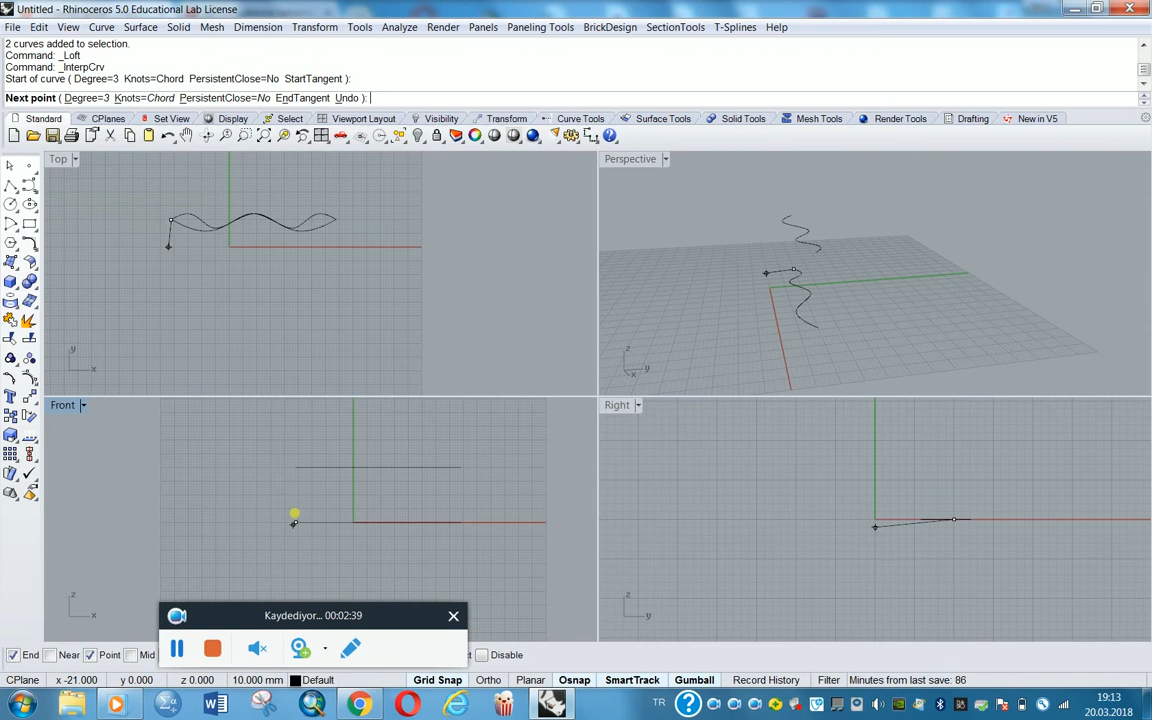 Untitled - Rhinoceros 5.0 Educational Lab License
File Edit View Curve Surface Solid Mesh Dimension Transform Tools Analyze Render Panels Paneling Tools BrickDesign SectionTools T-Splines Help
2 curves added to selection.
Command: _Loft
Command: _InterpCrv
Start of curve ( Degree=3 Knots=Chord PersistentClose=No StartTangent ):
Next point ( Degree=3 Knots=Chord PersistentClose=No EndTangent Undo ):
Standard CPlanes Set View Display Select Viewport Layout Visibility Transform Curve Tools Surface Tools Solid Tools Mesh Tools Render Tools Drafting New in V5
Top
Perspective
y
x
z
x
y
Front
Right
z
x
z
y
Kaydediyor... 00:02:39
End Near Point Mid Disable
CPlane x -21.000 y 0.000 z 0.000 10.000 mm Default Grid Snap Ortho Planar Osnap SmartTrack Gumball Record History Filter Minutes from last save: 86
TR
19:13
20.03.2018